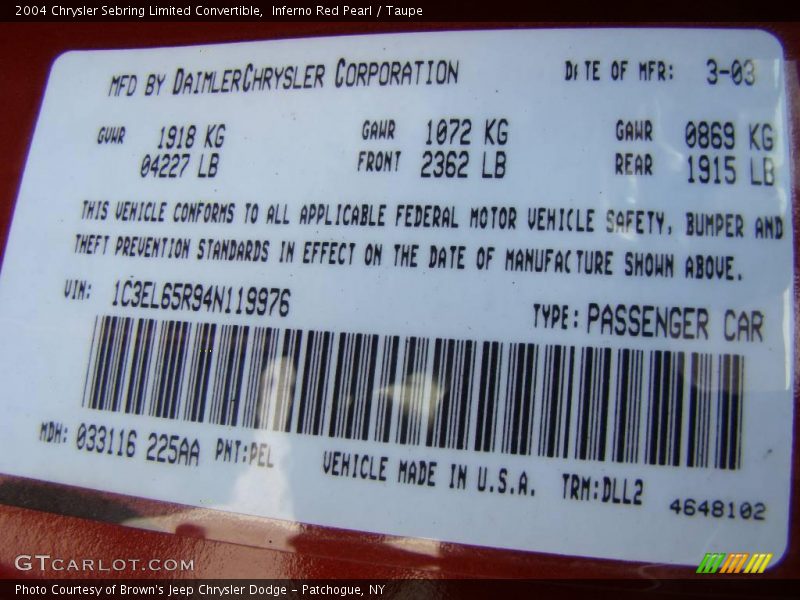 2004 Chrysler Sebring Limited Convertible,  Inferno Red Pearl / Taupe
MFD BY DAIMLERCHRYSLER CORPORATION DATE OF MFR: 3-03
GVWR 1918 KG GAWR 1072 KG GAWR 0869 KG
04227 LB FRONT 2362 LB REAR 1915 LB
THIS VEHICLE CONFORMS TO ALL APPLICABLE FEDERAL MOTOR VEHICLE SAFETY, BUMPER AND
THEFT PREVENTION STANDARDS IN EFFECT ON THE DATE OF MANUFACTURE SHOWN ABOVE.
VIN: 1C3EL65R94N119976 TYPE: PASSENGER CAR
MDH: 033116 225AA PNT:PEL VEHICLE MADE IN U.S.A. TRM:DLL2 4648102
GTCARLOT.COM
Photo Courtesy of Brown's Jeep Chrysler Dodge - Patchogue, NY